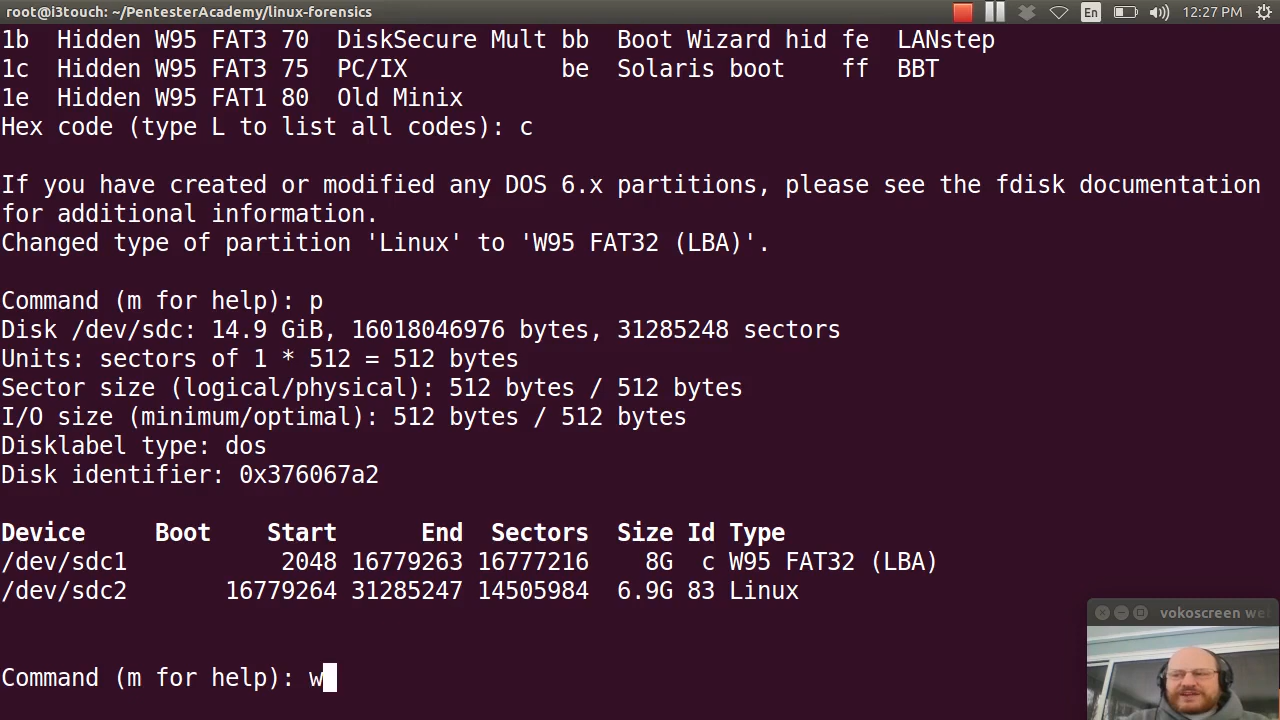 root@i3touch: ~/PentesterAcademy/linux-forensics En 12:27 PM
1b  Hidden W95 FAT3 70  DiskSecure Mult bb  Boot Wizard hid fe  LANstep
1c  Hidden W95 FAT3 75  PC/IX           be  Solaris boot    ff  BBT
1e  Hidden W95 FAT1 80  Old Minix
Hex code (type L to list all codes): c
If you have created or modified any DOS 6.x partitions, please see the fdisk documentation
for additional information.
Changed type of partition 'Linux' to 'W95 FAT32 (LBA)'.
Command (m for help): p
Disk /dev/sdc: 14.9 GiB, 16018046976 bytes, 31285248 sectors
Units: sectors of 1 * 512 = 512 bytes
Sector size (logical/physical): 512 bytes / 512 bytes
I/O size (minimum/optimal): 512 bytes / 512 bytes
Disklabel type: dos
Disk identifier: 0x376067a2
Device     Boot    Start      End  Sectors  Size Id Type
/dev/sdc1           2048 16779263 16777216    8G  c W95 FAT32 (LBA)
/dev/sdc2       16779264 31285247 14505984  6.9G 83 Linux
vokoscreen we
Command (m for help): w